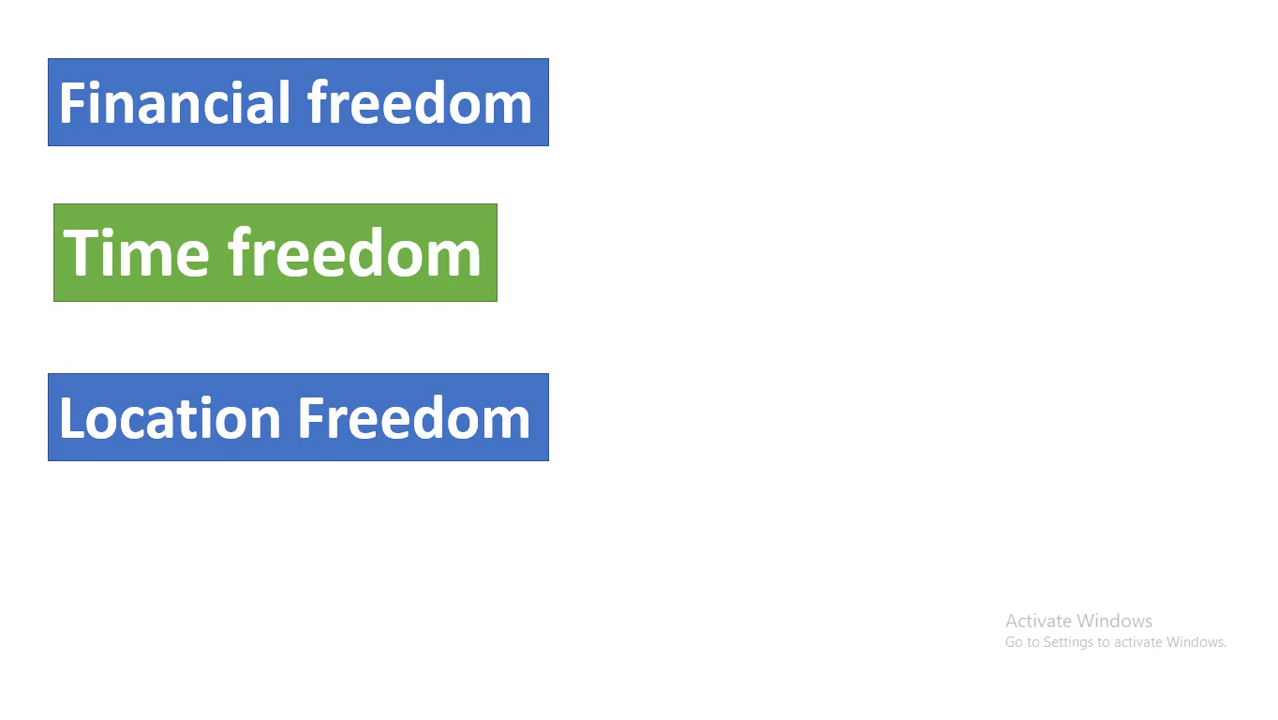 Financial freedom
Time freedom
Location Freedom
Activate Windows
Go to Settings to activate Windows.